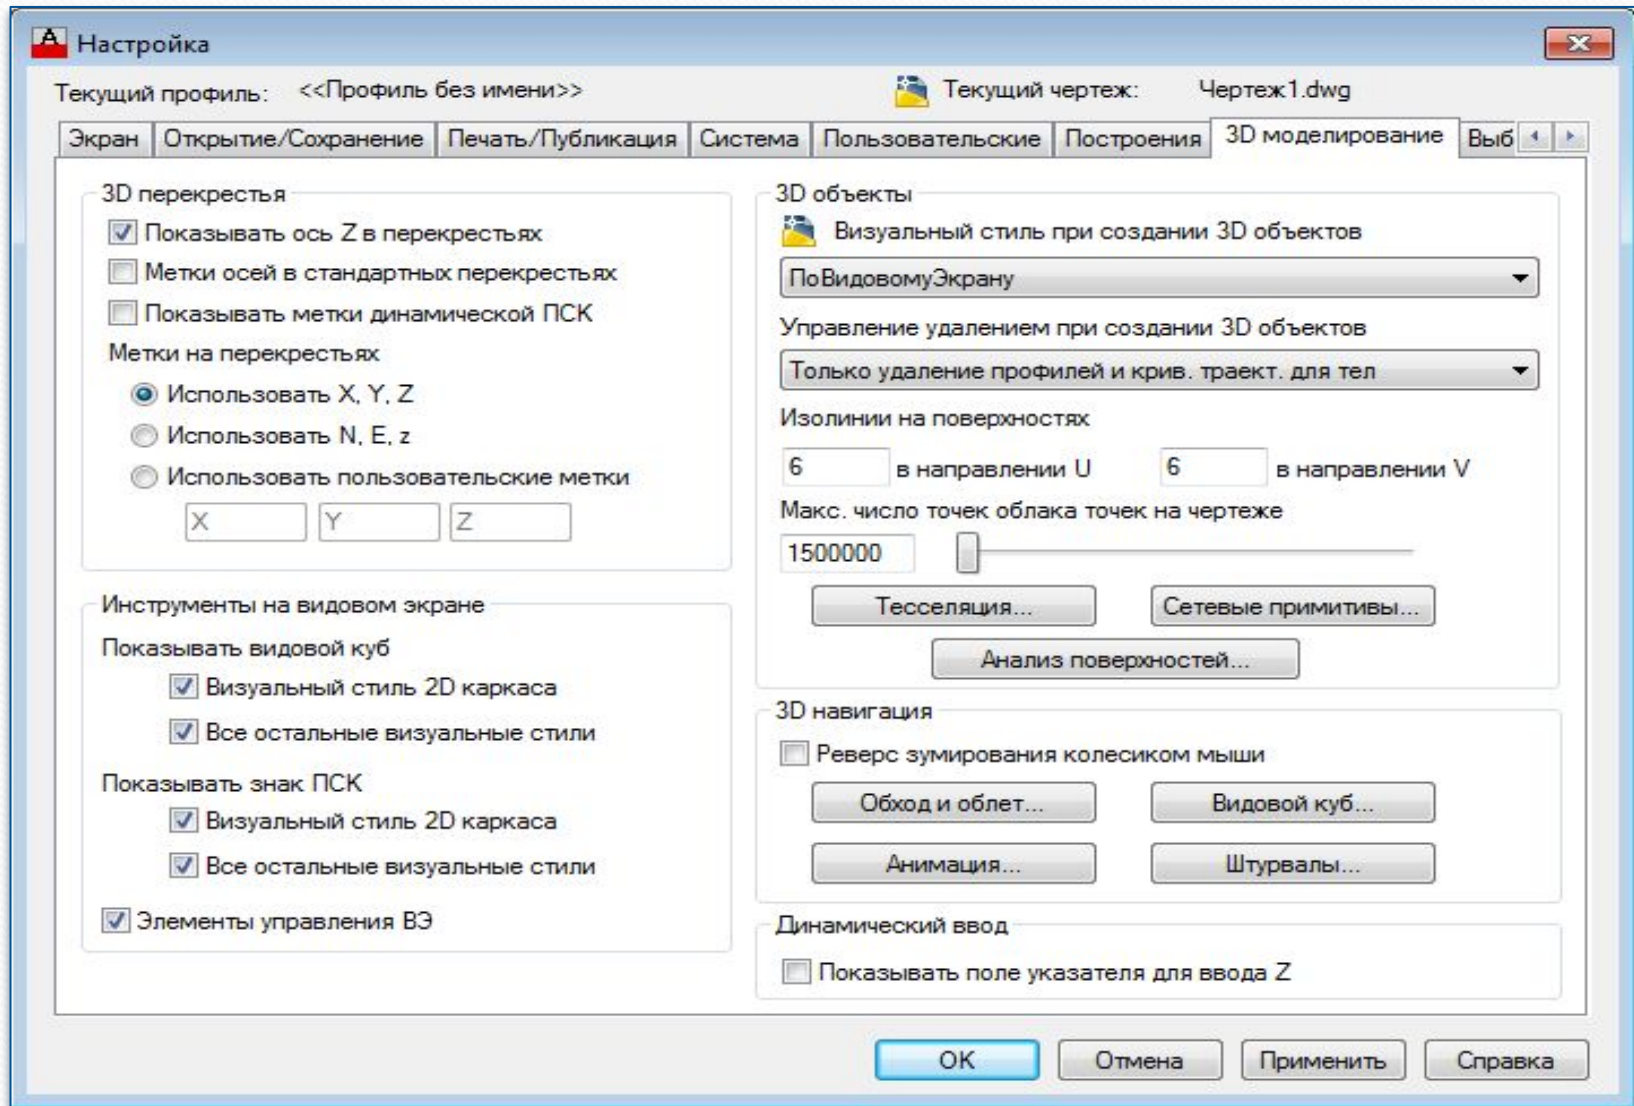 Настройка
Текущий профиль: <<Профиль без имени>> Текущий чертеж: Чертеж1.dwg
Экран Открытие/Сохранение Печать/Публикация Система Пользовательские Построения 3D моделирование Выб
3D перекрестья
Показывать ось Z в перекрестьях
Метки осей в стандартных перекрестьях
Показывать метки динамической ПСК
Метки на перекрестьях
Использовать X, Y, Z
Использовать N, E, z
Использовать пользовательские метки
X Y Z
Инструменты на видовом экране
Показывать видовой куб
Визуальный стиль 2D каркаса
Все остальные визуальные стили
Показывать знак ПСК
Визуальный стиль 2D каркаса
Все остальные визуальные стили
Элементы управления ВЭ
3D объекты
Визуальный стиль при создании 3D объектов
ПоВидовомуЭкрану
Управление удалением при создании 3D объектов
Только удаление профилей и крив. траект. для тел
Изолинии на поверхностях
6 в направлении U 6 в направлении V
Макс. число точек облака точек на чертеже
1500000
Тесселяция... Сетевые примитивы...
Анализ поверхностей...
3D навигация
Реверс зумирования колесиком мыши
Обход и облет... Видовой куб...
Анимация... Штурвалы...
Динамический ввод
Показывать поле указателя для ввода Z
OK Отмена Применить Справка